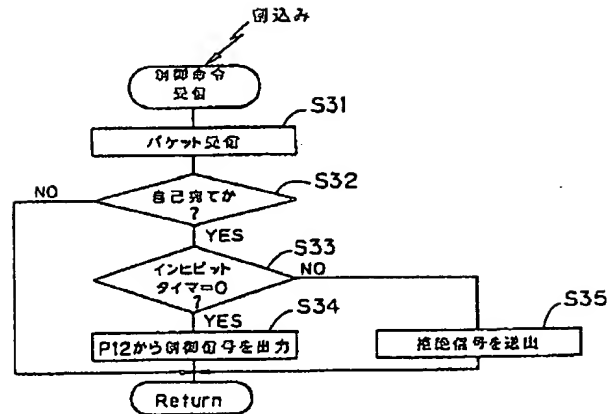 割込み
制御命令
受信
S31
パケット受信
S32
NO
自己宛てか
?
YES
S33
インヒビット
タイマ=0
?
NO
YES
S34
S35
P12から制御信号を出力
拒絶信号を送出
Return